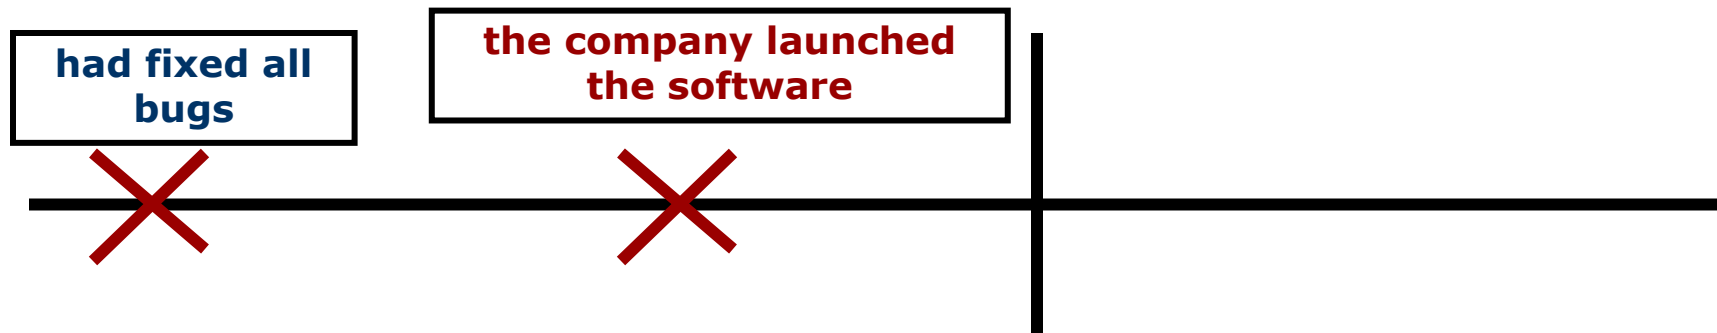 had fixed all
bugs
the company launched
the software